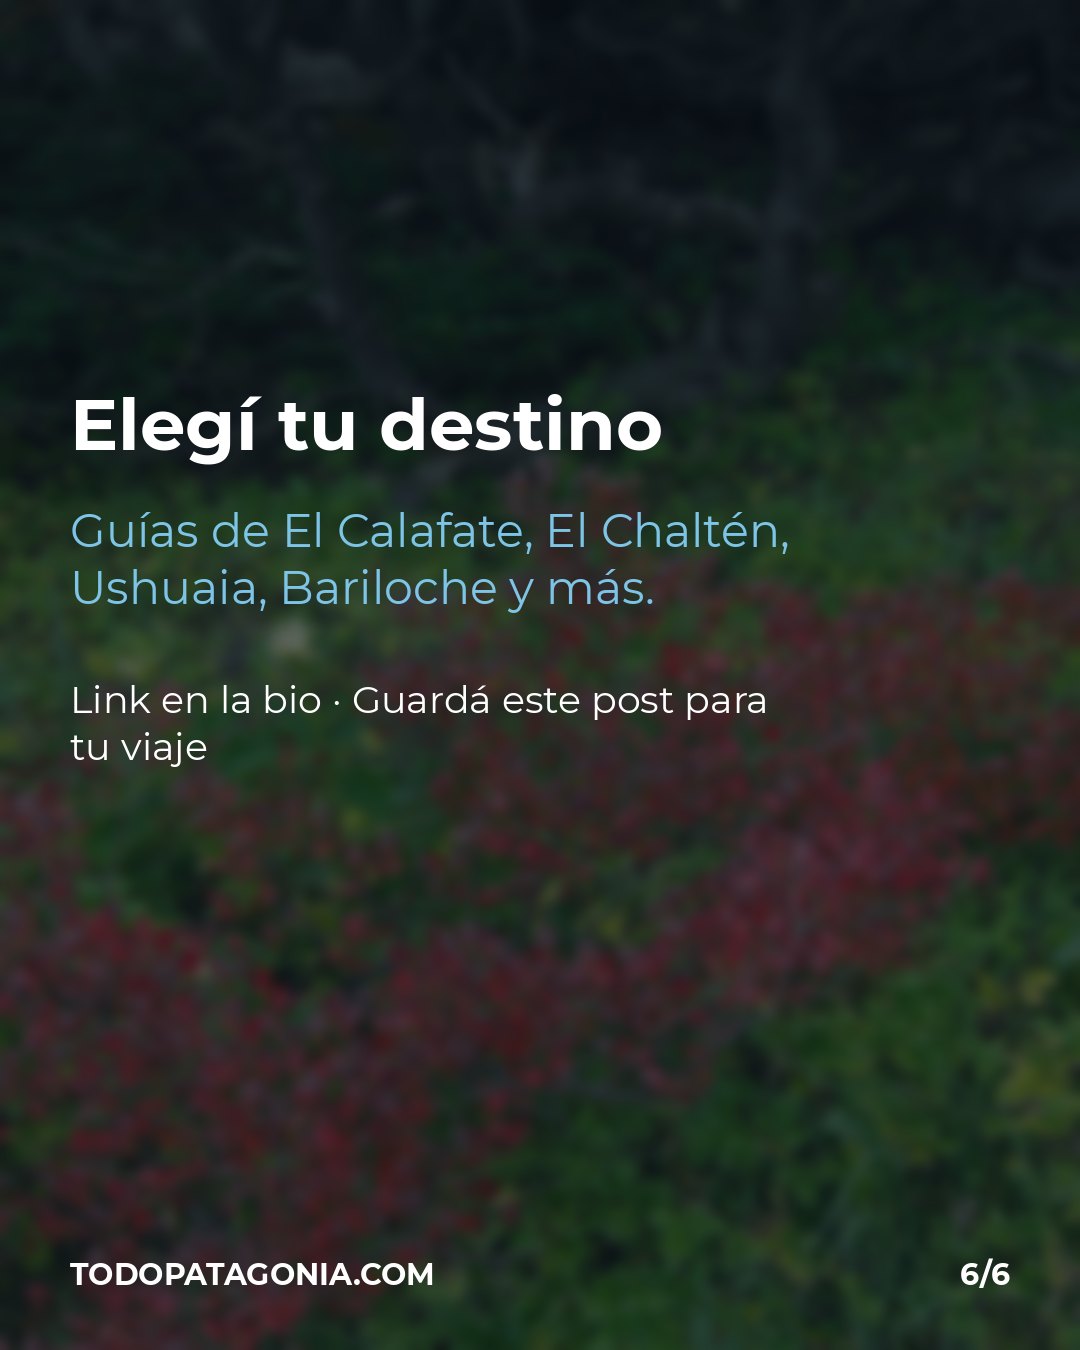 Elegí tu destino
Guías de El Calafate, El Chaltén,
Ushuaia, Bariloche y más.
Link en la bio · Guardá este post para
tu viaje
TODOPATAGONIA.COM
6/6